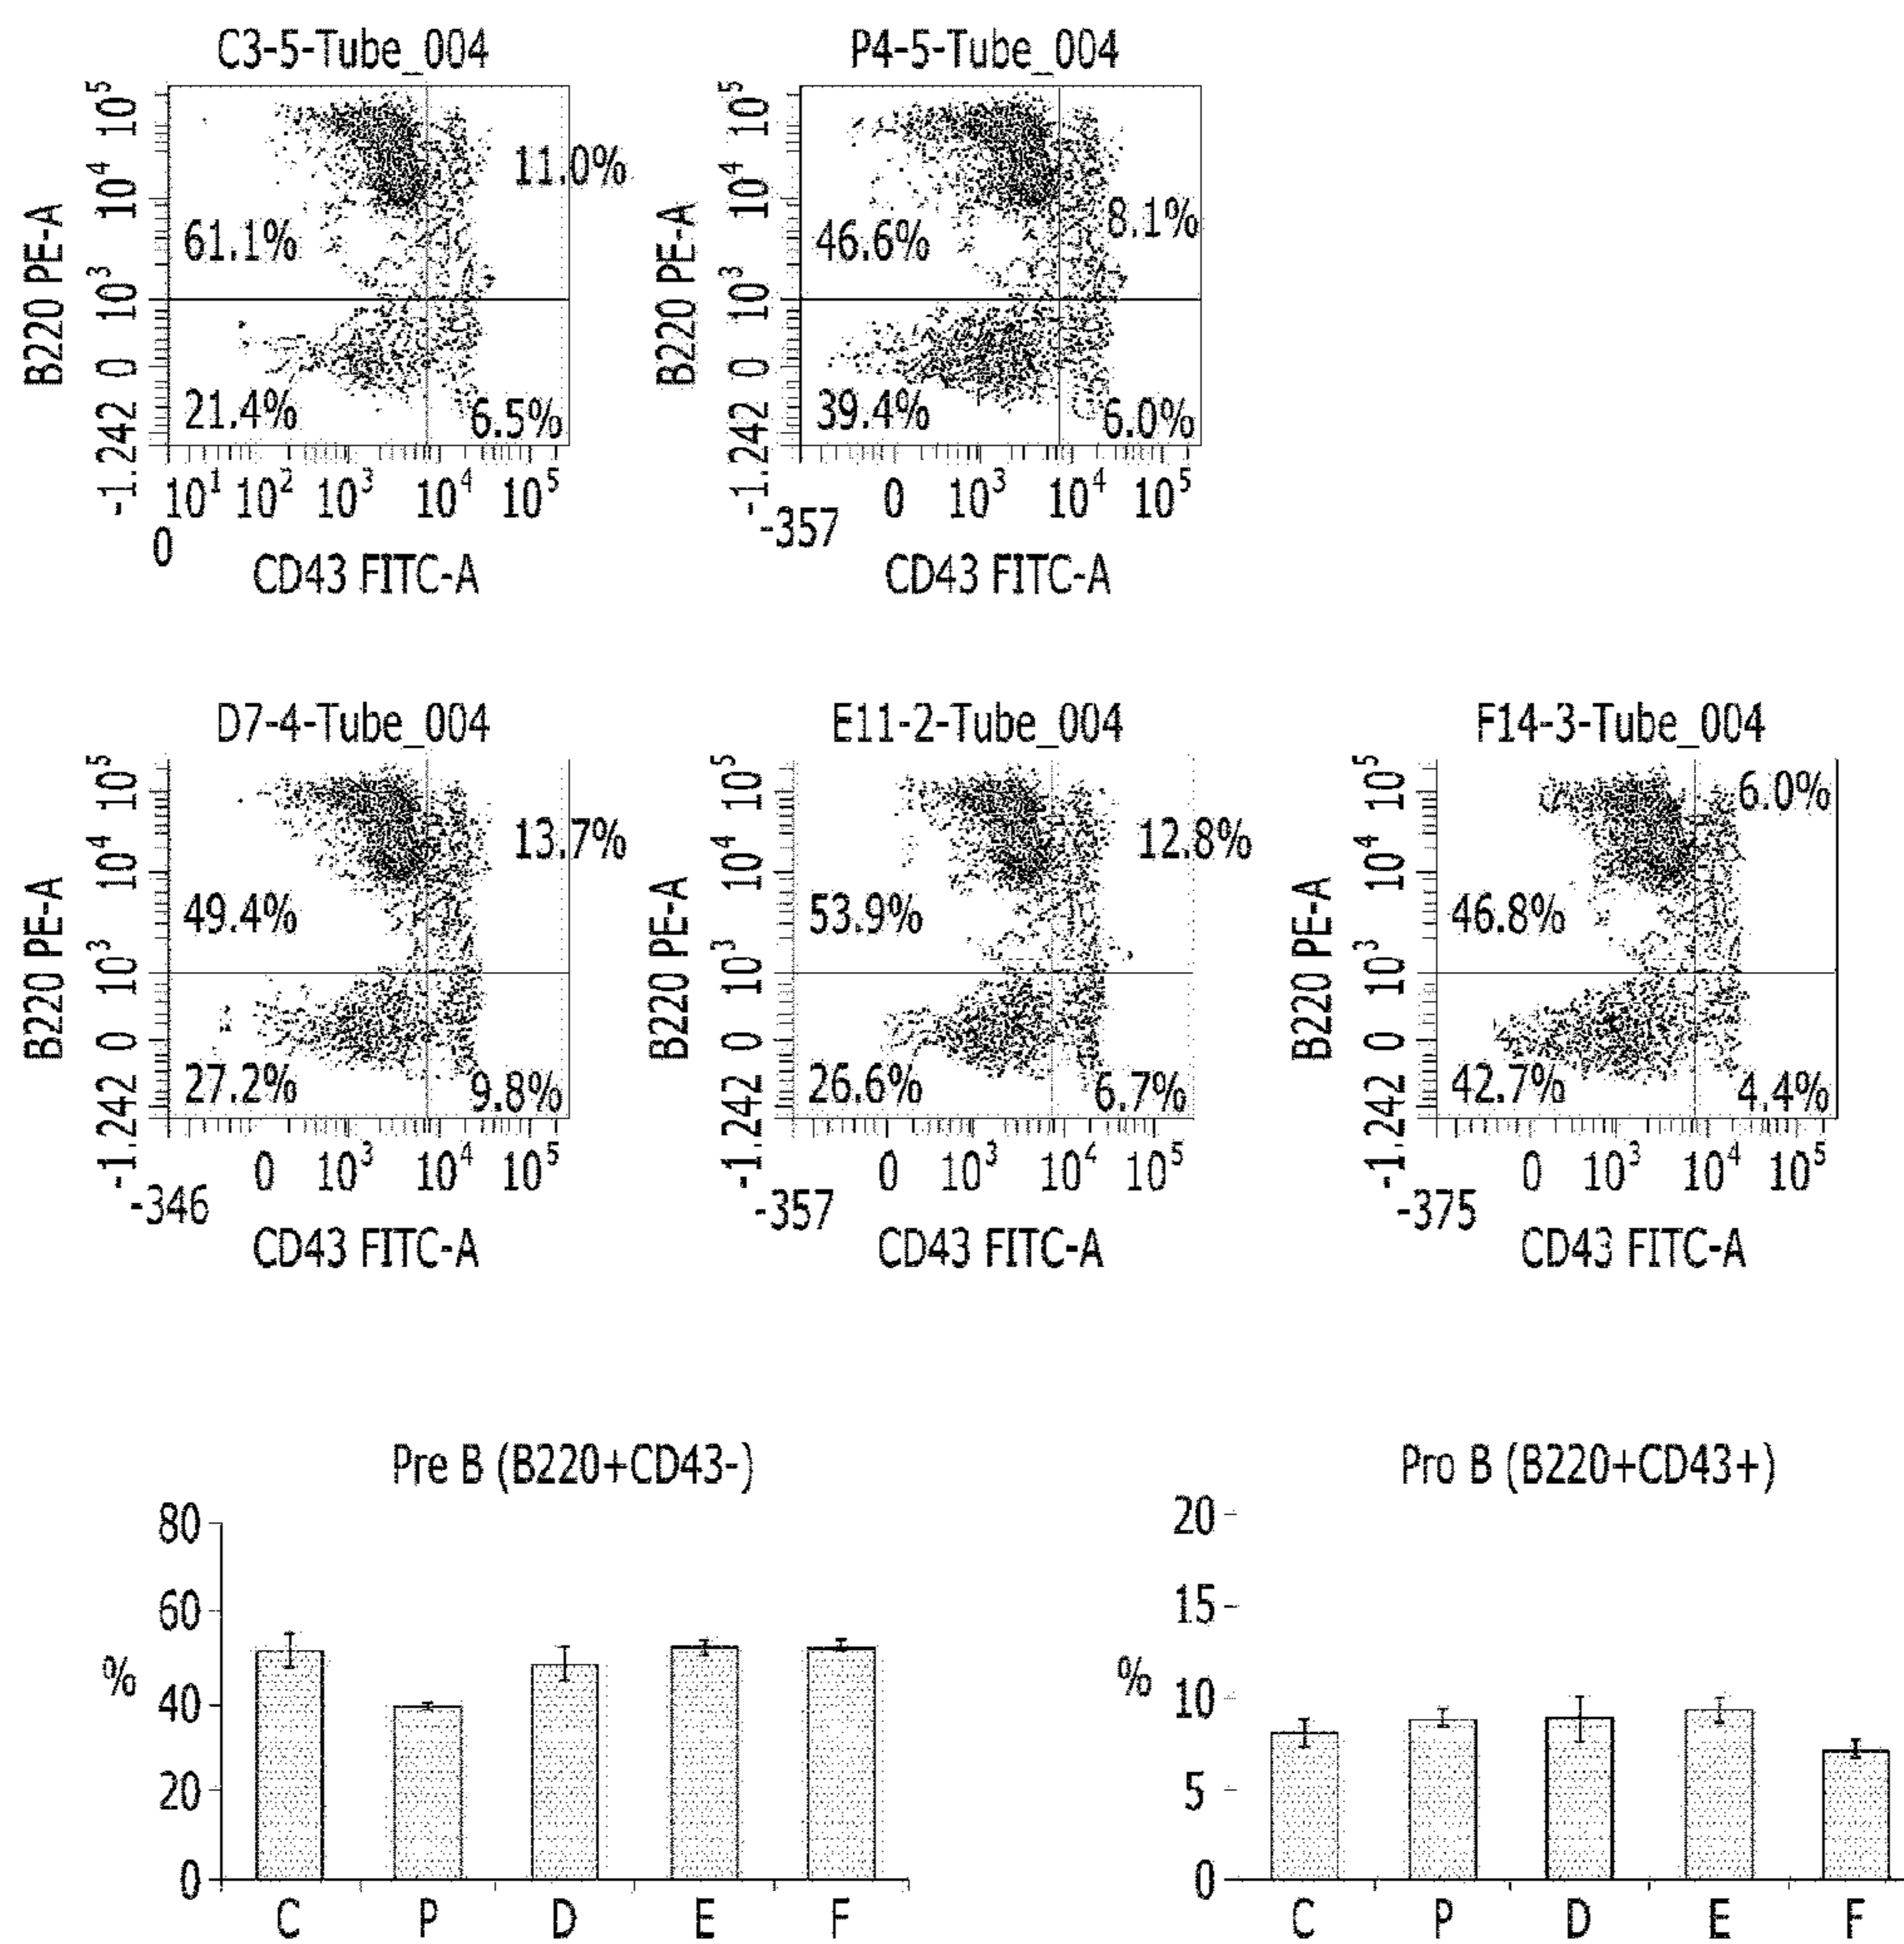 C3-5-Tube_004
B220 PE-A
10⁵
10⁴
10³
0
-1.242
61.1%
11.0%
21.4%
6.5%
10¹ 10² 10³ 10⁴ 10⁵
0
CD43 FITC-A
P4-5-Tube_004
B220 PE-A
10⁵
10⁴
10³
0
-1.242
46.6%
8.1%
39.4%
6.0%
0 10³ 10⁴ 10⁵
-357
CD43 FITC-A
D7-4-Tube_004
B220 PE-A
10⁵
10⁴
10³
0
-1.242
13.7%
49.4%
27.2%
9.8%
0 10³ 10⁴ 10⁵
-346
CD43 FITC-A
E11-2-Tube_004
B220 PE-A
10⁵
10⁴
10³
0
-1.242
12.8%
53.9%
26.6%
6.7%
0 10³ 10⁴ 10⁵
-357
CD43 FITC-A
F14-3-Tube_004
B220 PE-A
10⁵
10⁴
10³
0
-1.242
6.0%
46.8%
42.7%
4.4%
0 10³ 10⁴ 10⁵
-375
CD43 FITC-A
Pre B (B220+CD43-)
80
60
%
40
20
0
C P D E F
Pro B (B220+CD43+)
20
15
%
10
5
0
C P D E F